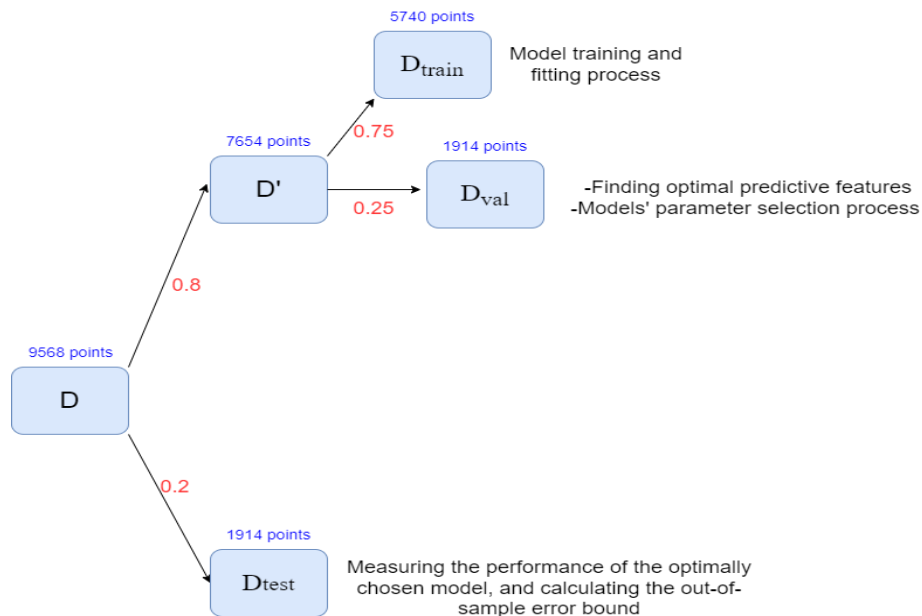 5740 points
D_train
Model training and
fitting process
0.75
7654 points
D'
1914 points
D_val
0.25
-Finding optimal predictive features
-Models' parameter selection process
0.8
9568 points
D
0.2
1914 points
Dtest
Measuring the performance of the optimally
chosen model, and calculating the out-of-
sample error bound